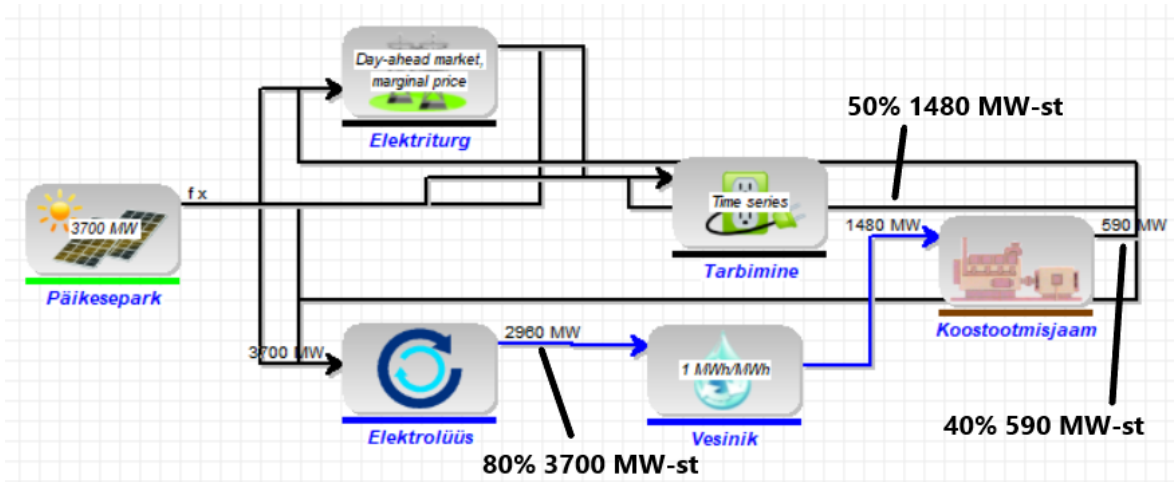 Day-ahead market,
marginal price
Elektriturg
50% 1480 MW-st
f x
3700 MW
Päikesepark
Time series
Tarbimine
1480 MW
590 MW
Koostootmisjaam
3700 MW
2960 MW
1 MWh/MWh
Elektrolüüs
Vesinik
40% 590 MW-st
80% 3700 MW-st